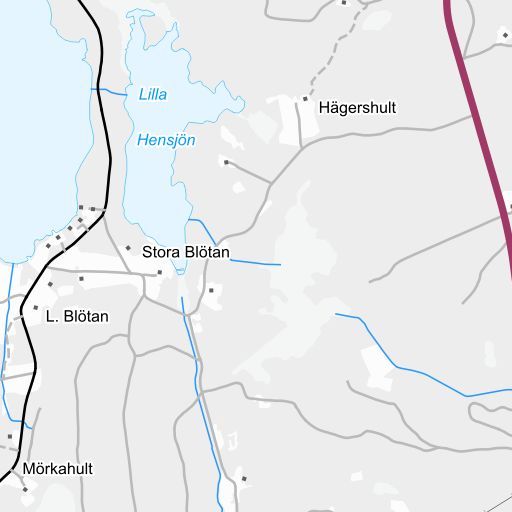 Lilla
Hägershult
Hensjön
Stora Blötan
L. Blötan
Mörkahult